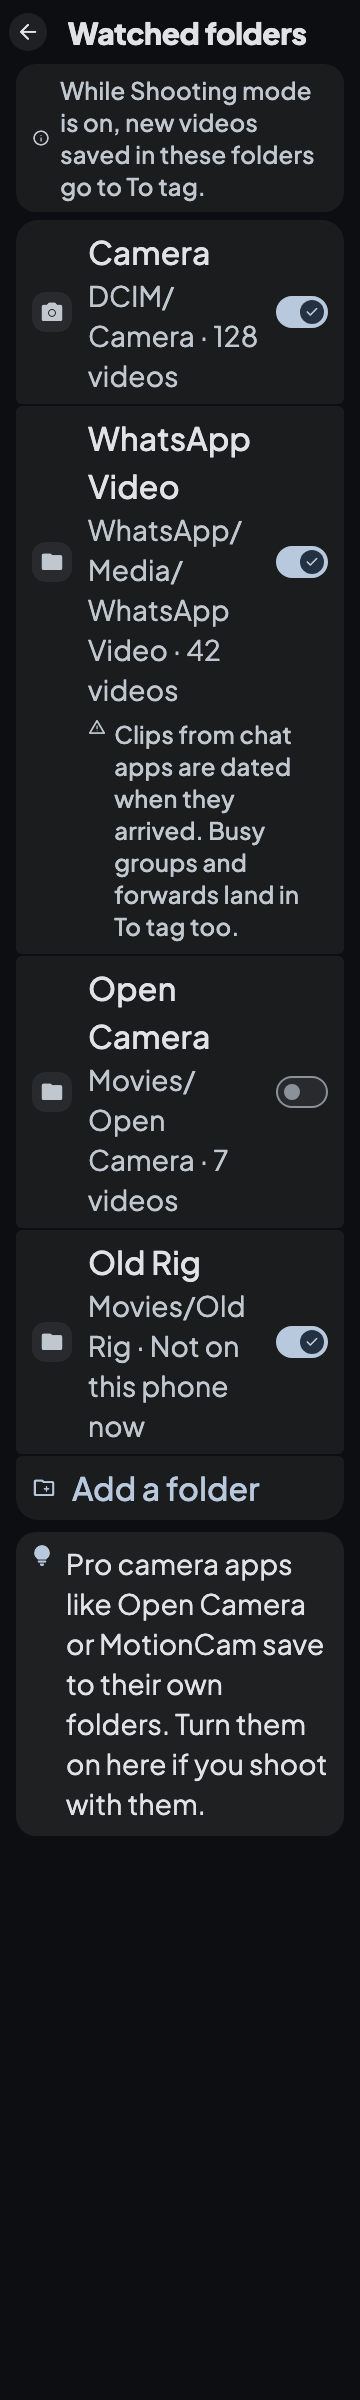 Watched folders
While Shooting mode
is on, new videos
saved in these folders
go to To tag.
Camera
DCIM/
Camera · 128
videos
WhatsApp
Video
WhatsApp/
Media/
WhatsApp
Video · 42
videos
Clips from chat
apps are dated
when they
arrived. Busy
groups and
forwards land in
To tag too.
Open
Camera
Movies/
Open
Camera · 7
videos
Old Rig
Movies/Old
Rig · Not on
this phone
now
Add a folder
Pro camera apps
like Open Camera
or MotionCam save
to their own
folders. Turn them
on here if you shoot
with them.